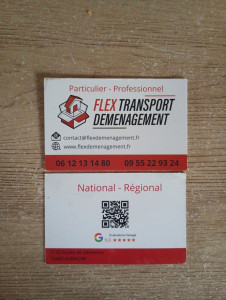 Particulier - Professionnel
FLEX TRANSPORT
DEMENAGEMENT
contact@flexdemenagement.fr
www.flexdemenagement.fr
06 12 13 14 80 09 55 22 93 24
National - Régional